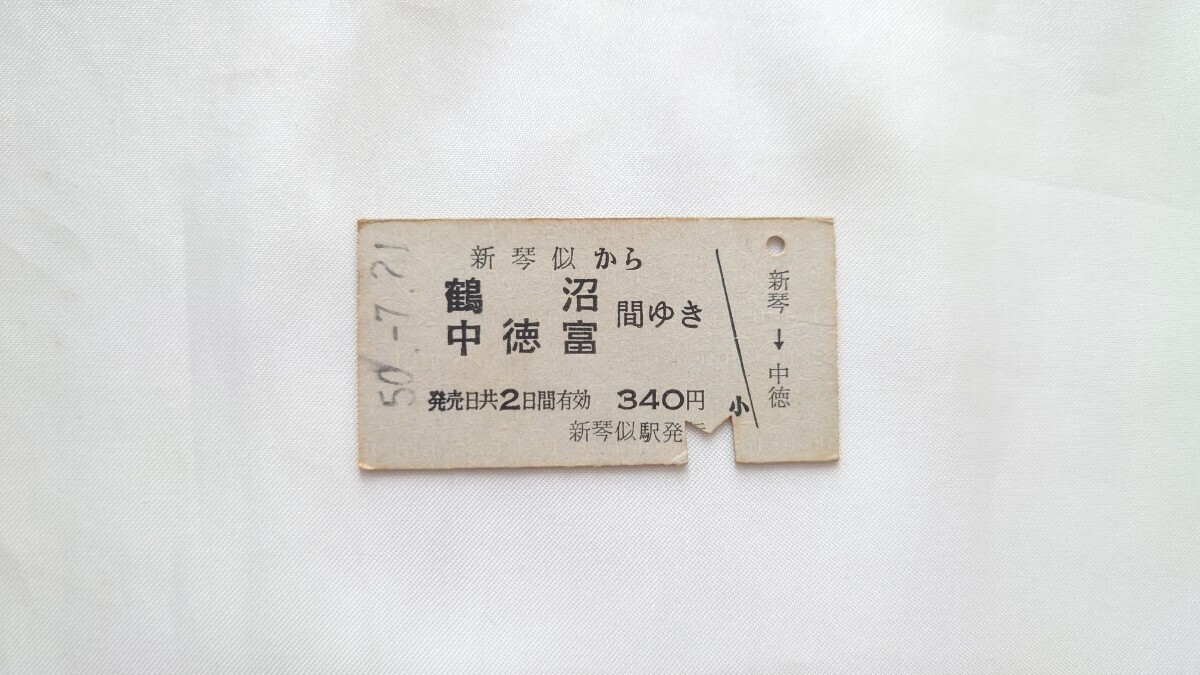 50.-7.21
新琴似から
鶴沼
中徳富
間ゆき
発売日共2日間有効 340円
新琴似駅発
小
新琴→中徳